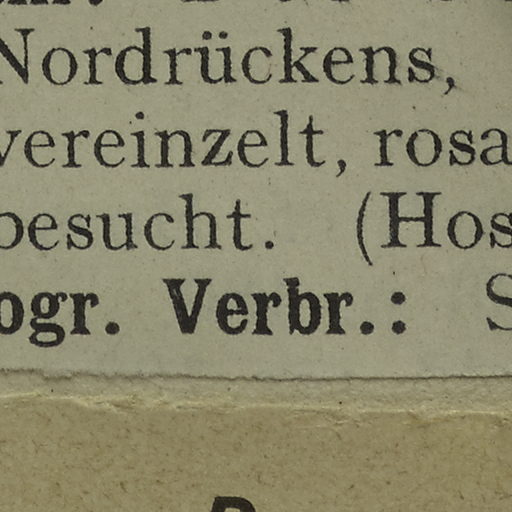 Nordrückens,
vereinzelt, rosa
besucht. (Hos
ogr. Verbr.: S